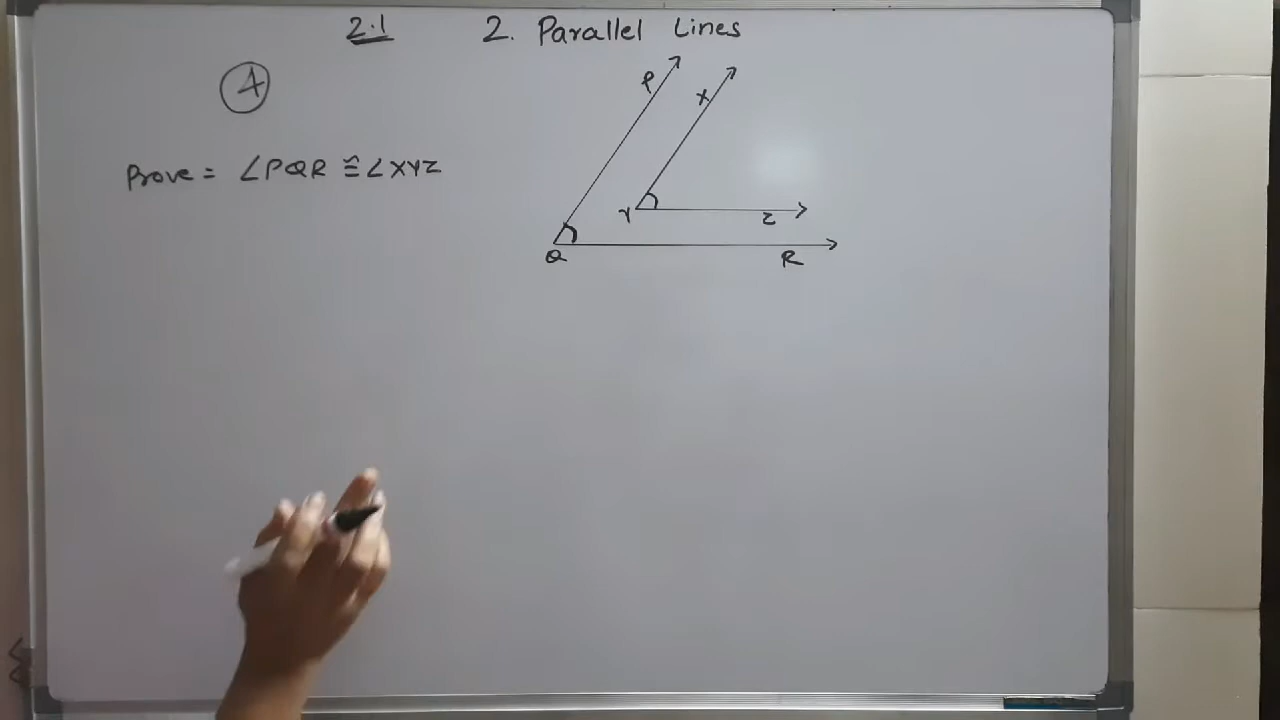 2.1 2. Parallel Lines
4
Prove = ∠PQR ≅ ∠XYZ
P
X
Y
Z
Q
R